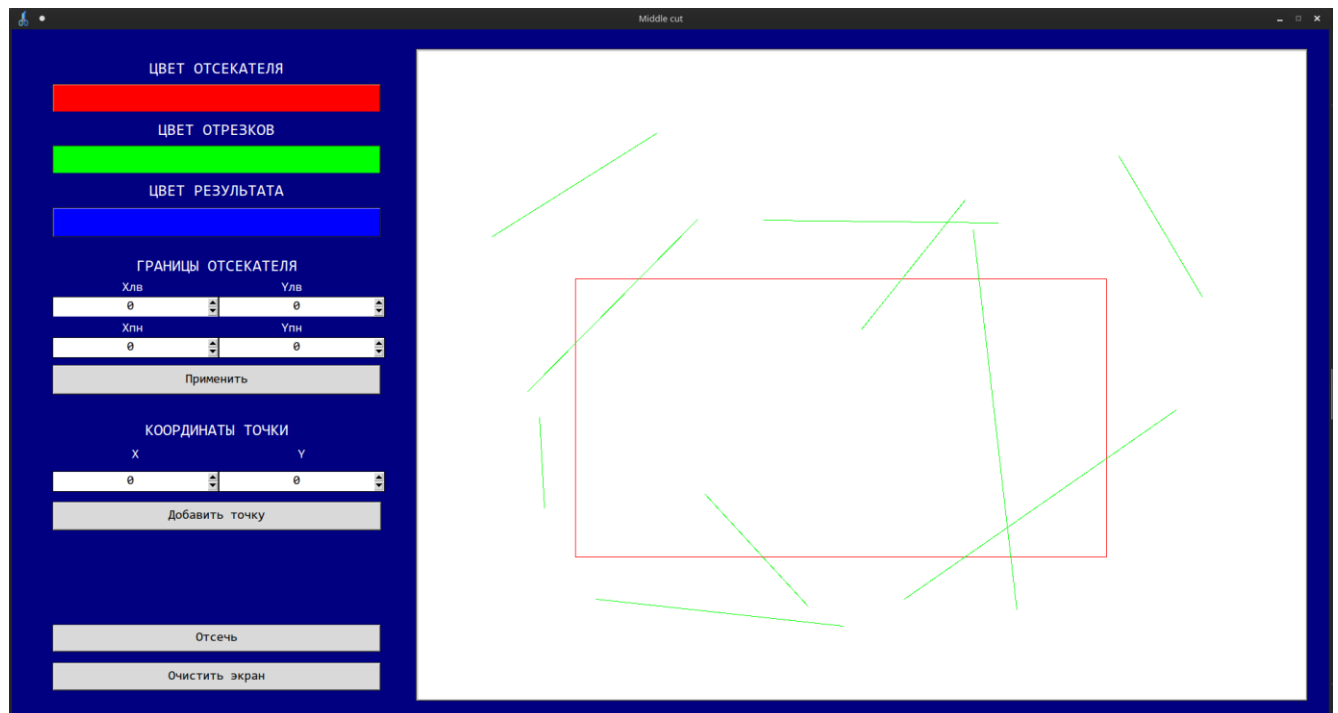 Middle cut
ЦВЕТ ОТСЕКАТЕЛЯ
ЦВЕТ ОТРЕЗКОВ
ЦВЕТ РЕЗУЛЬТАТА
ГРАНИЦЫ ОТСЕКАТЕЛЯ
Xлв Yлв
0 0
Xпн Yпн
0 0
Применить
КООРДИНАТЫ ТОЧКИ
X Y
0 0
Добавить точку
Отсечь
Очистить экран